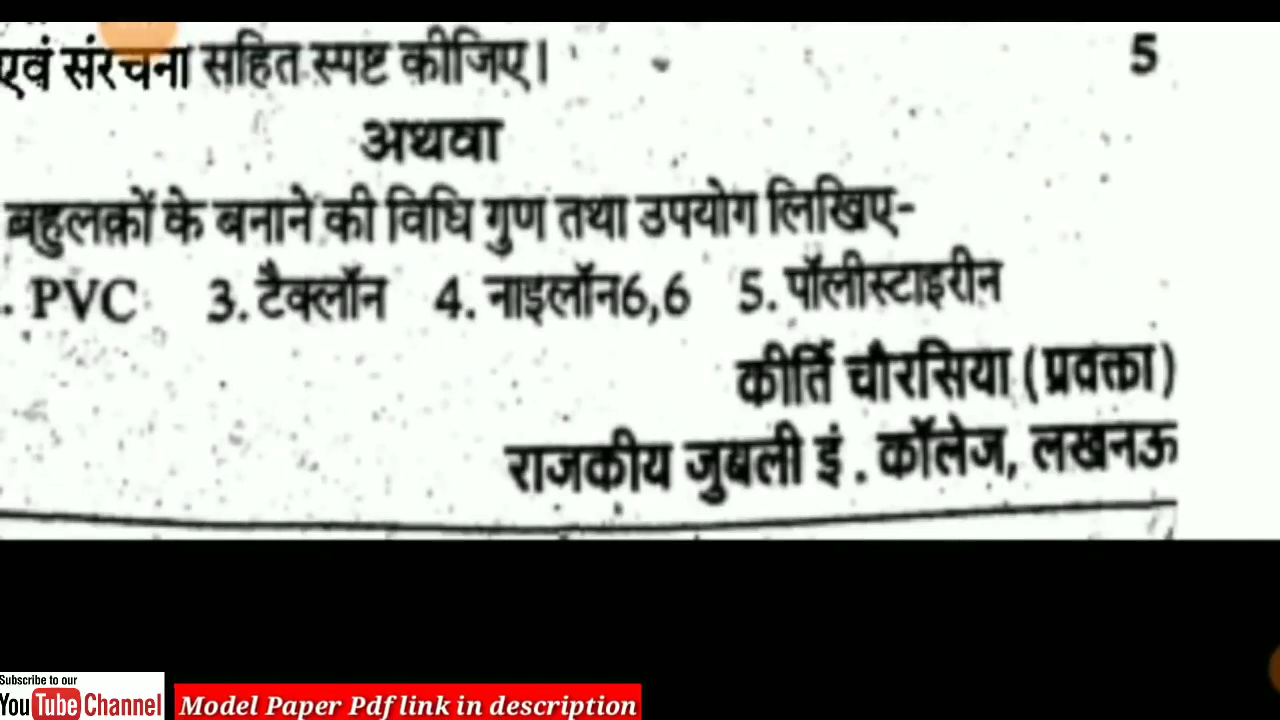 एवं संरचना सहित स्पष्ट कीजिए। 5
अथवा
बहुलकों के बनाने की विधि गुण तथा उपयोग लिखिए-
. PVC 3. टैक्लॉन 4. नाइलॉन6,6 5. पॉलीस्टाइरीन
कीर्ति चौरसिया (प्रवक्ता)
राजकीय जुबली इं. कॉलेज, लखनऊ
Subscribe to our
YouTube Channel
Model Paper Pdf link in description